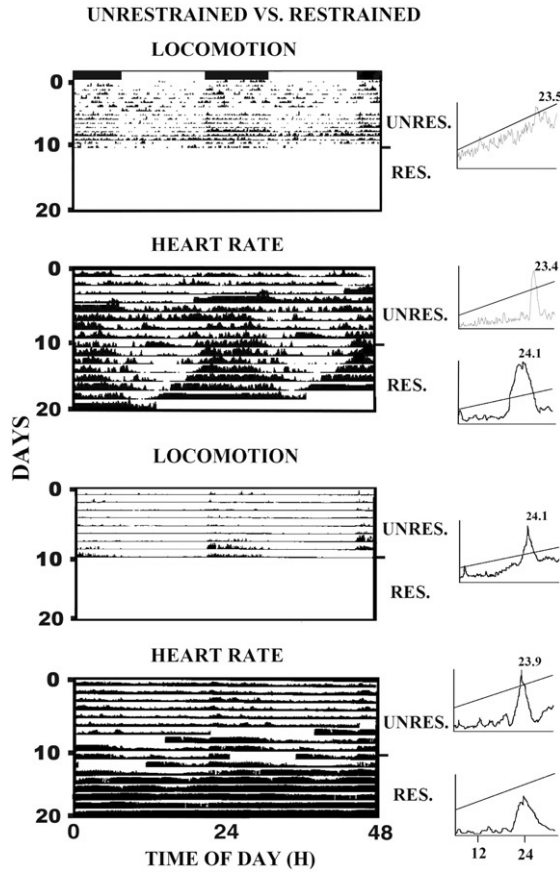 UNRESTRAINED VS. RESTRAINED
LOCOMOTION
0
10
20
UNRES.
RES.
23.5
HEART RATE
0
10
20
UNRES.
RES.
23.4
24.1
DAYS
LOCOMOTION
0
10
20
UNRES.
RES.
24.1
HEART RATE
0
10
20
UNRES.
RES.
23.9
0
24
48
TIME OF DAY (H)
12
24